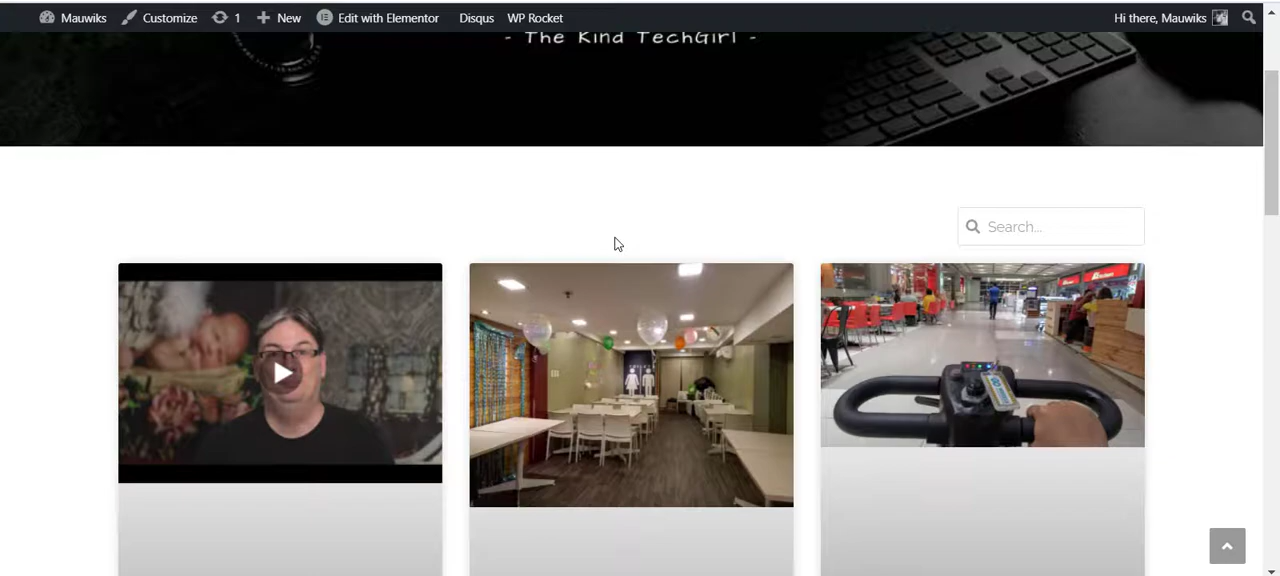 Mauwiks Customize 1 New Edit with Elementor Disqus WP Rocket Hi there, Mauwiks
- The Kind TechGirl -
Search...